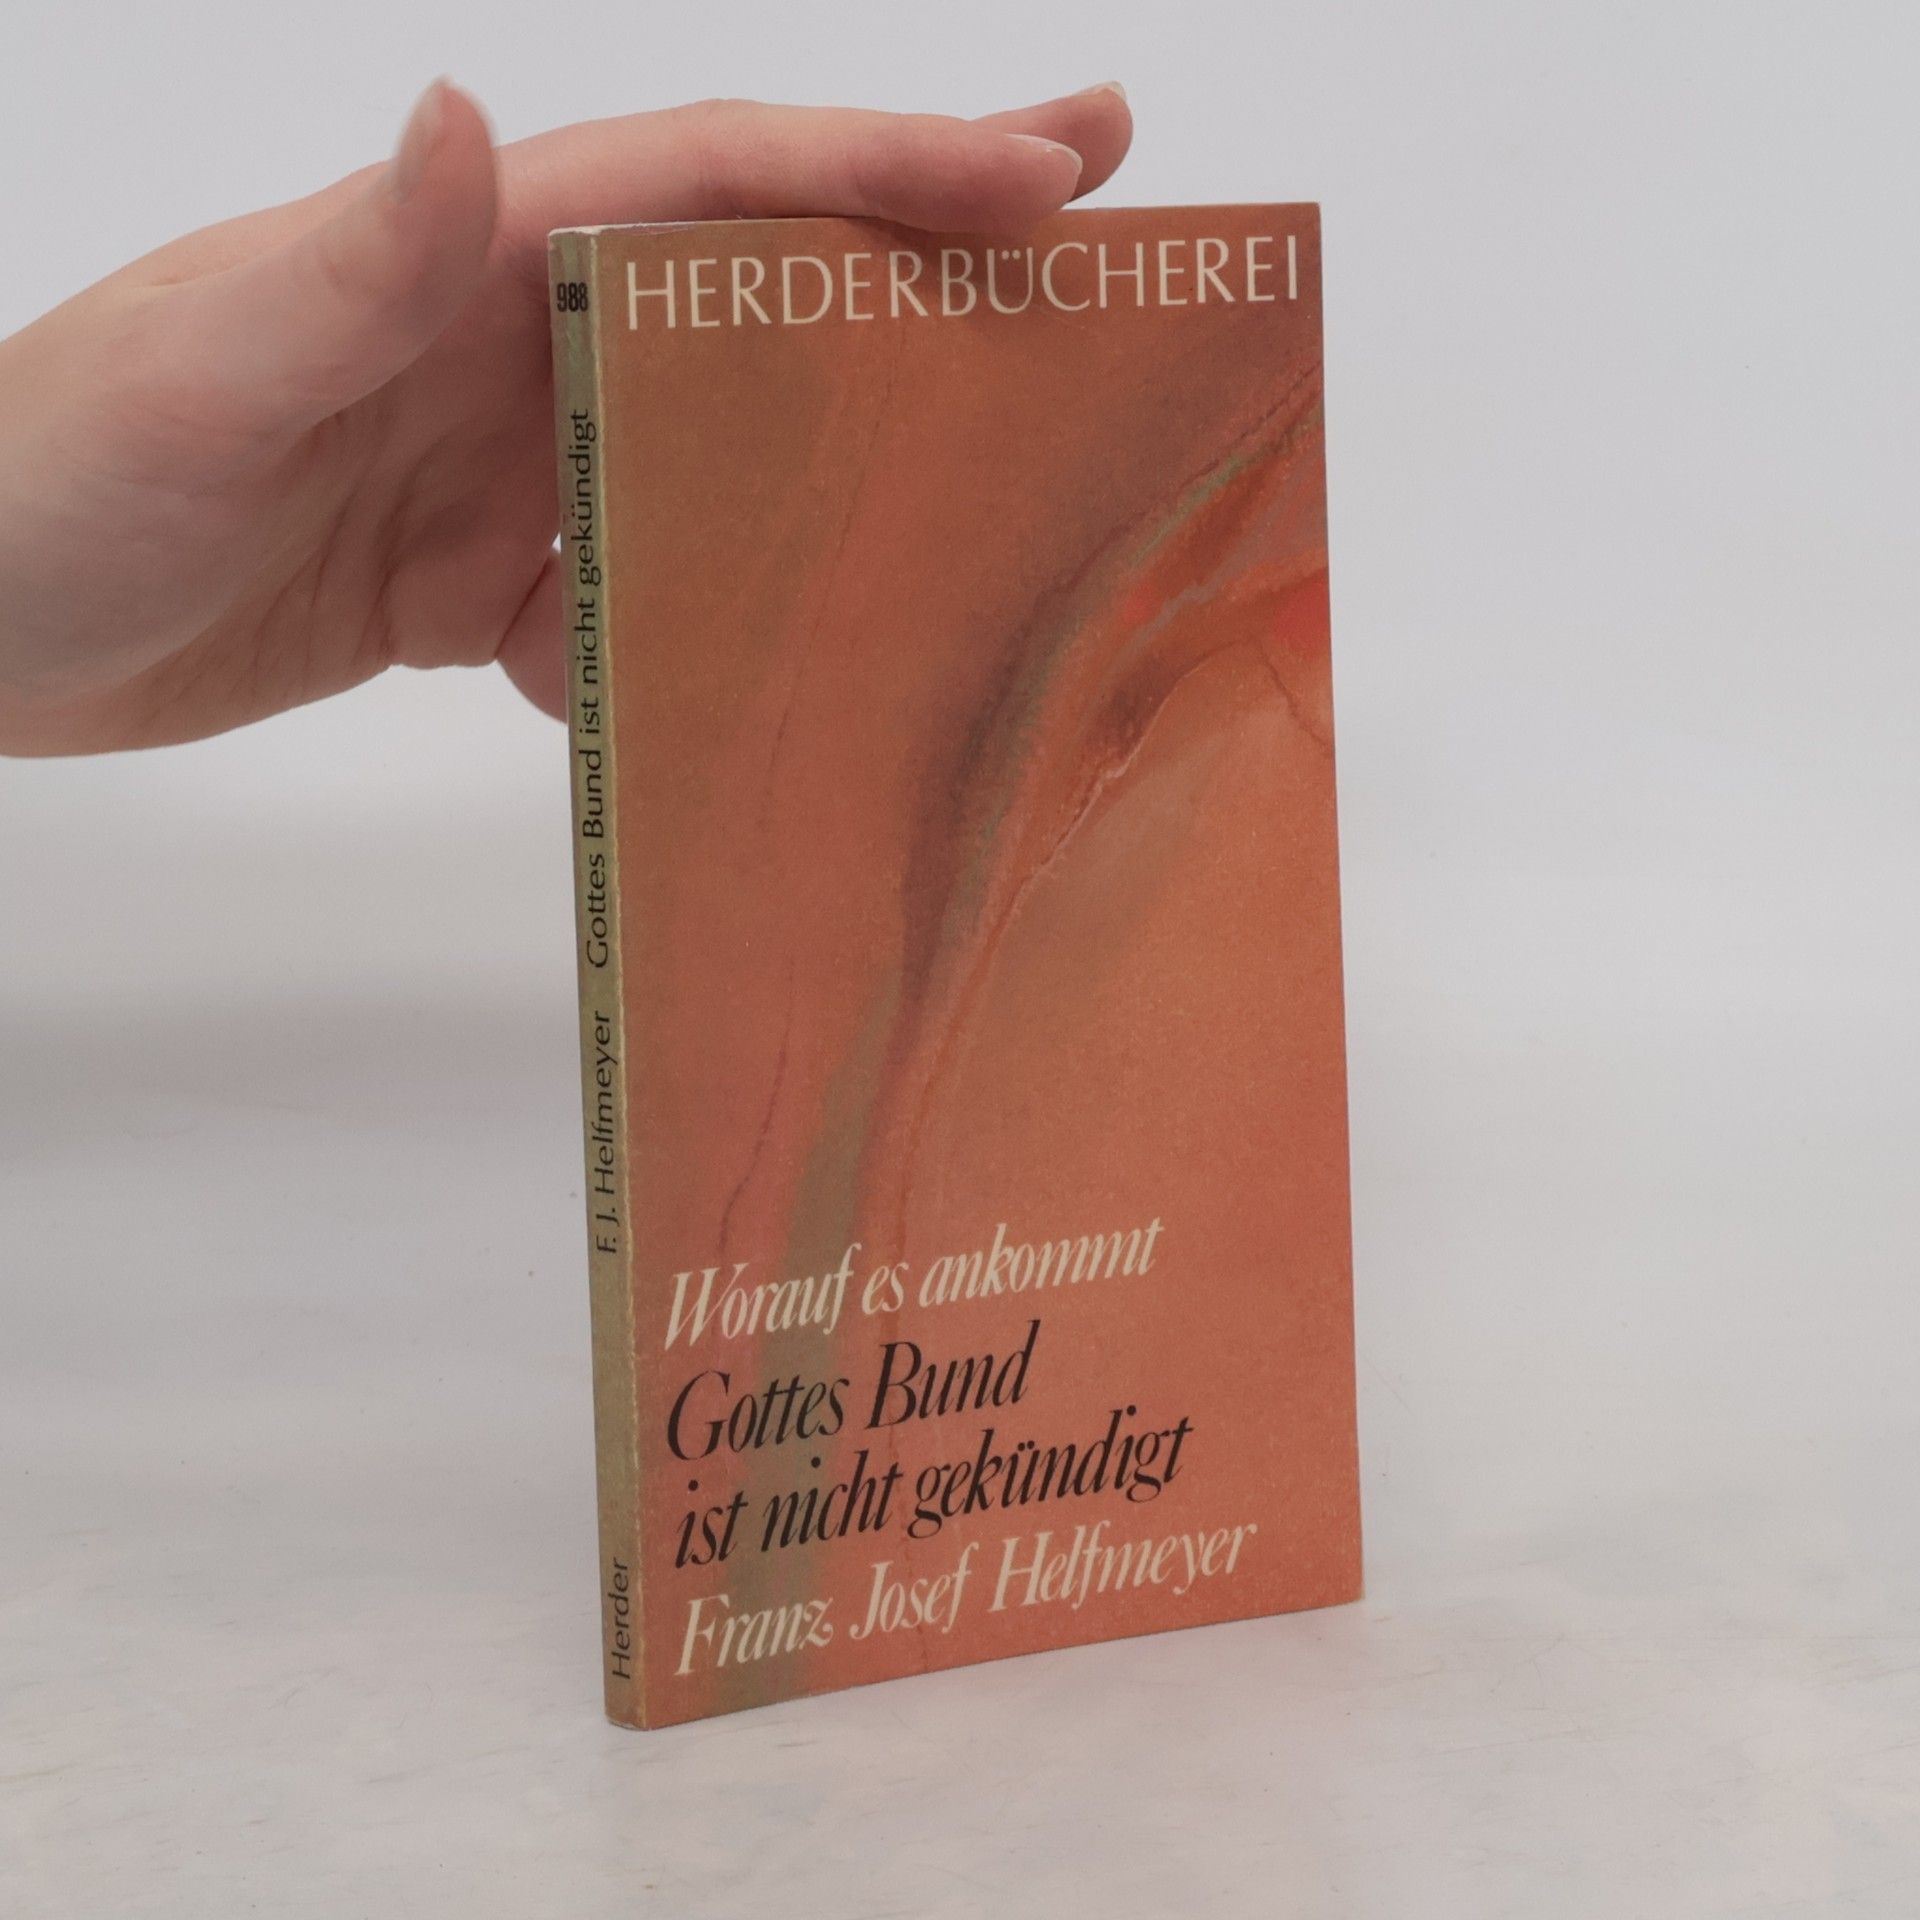 HERDERBÜCHEREI
Worauf es ankommt
Gottes Bund
ist nicht gekündigt
Franz Josef Helfmeyer
988
F. J. Helfmeyer Gottes Bund ist nicht gekündigt
Herder